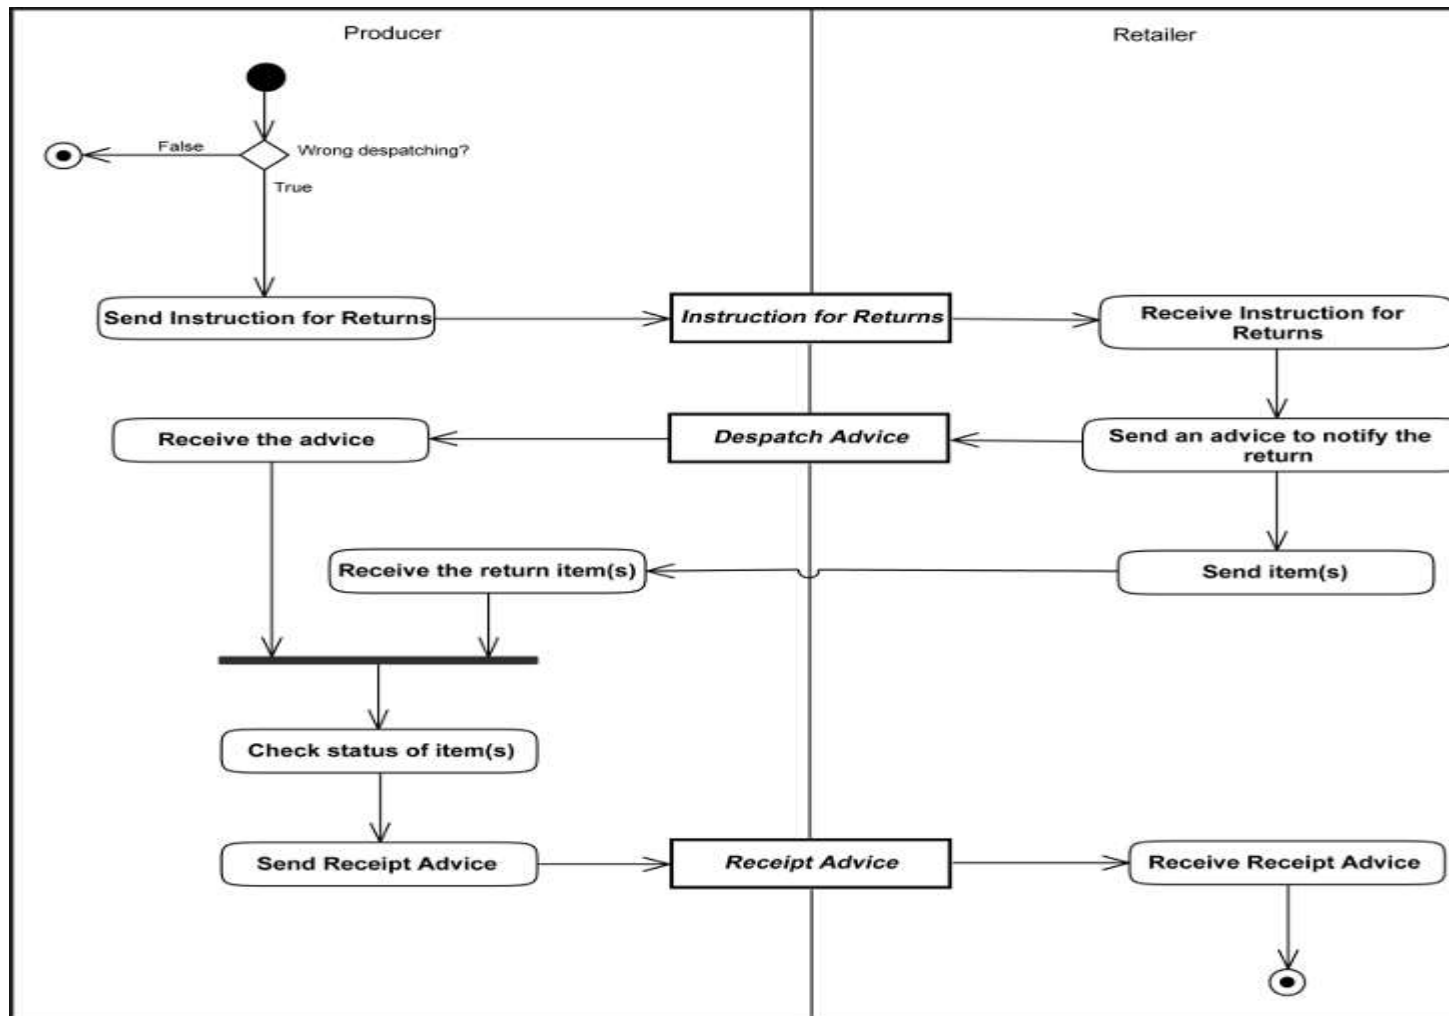 Producer
Retailer
False
Wrong despatching?
True
Send Instruction for Returns
Instruction for Returns
Receive Instruction for
Returns
Receive the advice
Despatch Advice
Send an advice to notify the
return
Receive the return item(s)
Send item(s)
Check status of item(s)
Send Receipt Advice
Receipt Advice
Receive Receipt Advice